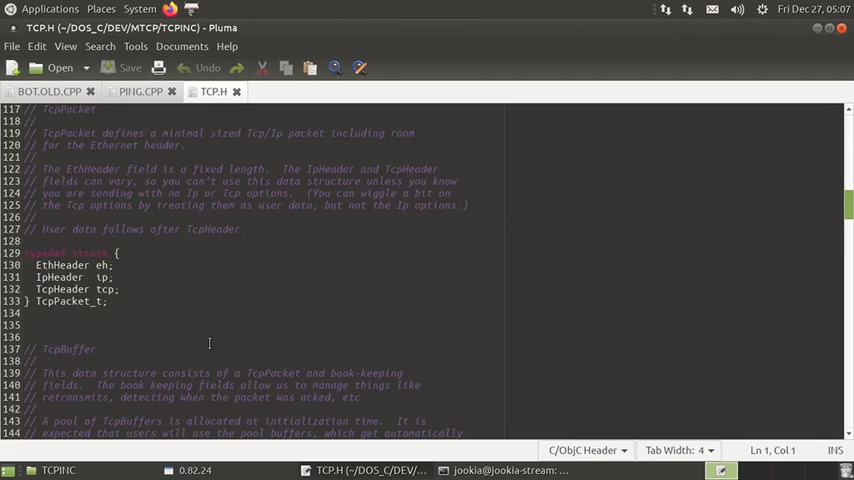 Applications Places System Fri Dec 27, 05:07
TCP.H (~/DOS_C/DEV/MTCP/TCPINC) - Pluma
File Edit View Search Tools Documents Help
Open Save Undo
BOT.OLD.CPP PING.CPP TCP.H
117 // TcpPacket
118 //
119 // TcpPacket defines a minimal sized Tcp/Ip packet including room
120 // for the Ethernet header.
121 //
122 // The EthHeader field is a fixed length.  The IpHeader and TcpHeader
123 // fields can vary, so you can't use this data structure unless you know
124 // you are sending with no Ip or Tcp options.  (You can wiggle a bit on
125 // the Tcp options by treating them as user data, but not the Ip options.)
126 //
127 // User data follows after TcpHeader.
128
129 typedef struct {
130   EthHeader eh;
131   IpHeader  ip;
132   TcpHeader tcp;
133 } TcpPacket_t;
134
135
136
137 // TcpBuffer
138 //
139 // This data structure consists of a TcpPacket and book-keeping
140 // fields.  The book keeping fields allow us to manage things like
141 // retransmits, detecting when the packet was acked, etc.
142 //
143 // A pool of TcpBuffers is allocated at initialization time.  It is
144 // expected that users will use the pool buffers, which get automatically
C/ObjC Header Tab Width: 4 Ln 1, Col 1 INS
TCPINC 0.82.24 TCP.H (~/DOS_C/DEV/... jookia@jookia-stream: ...